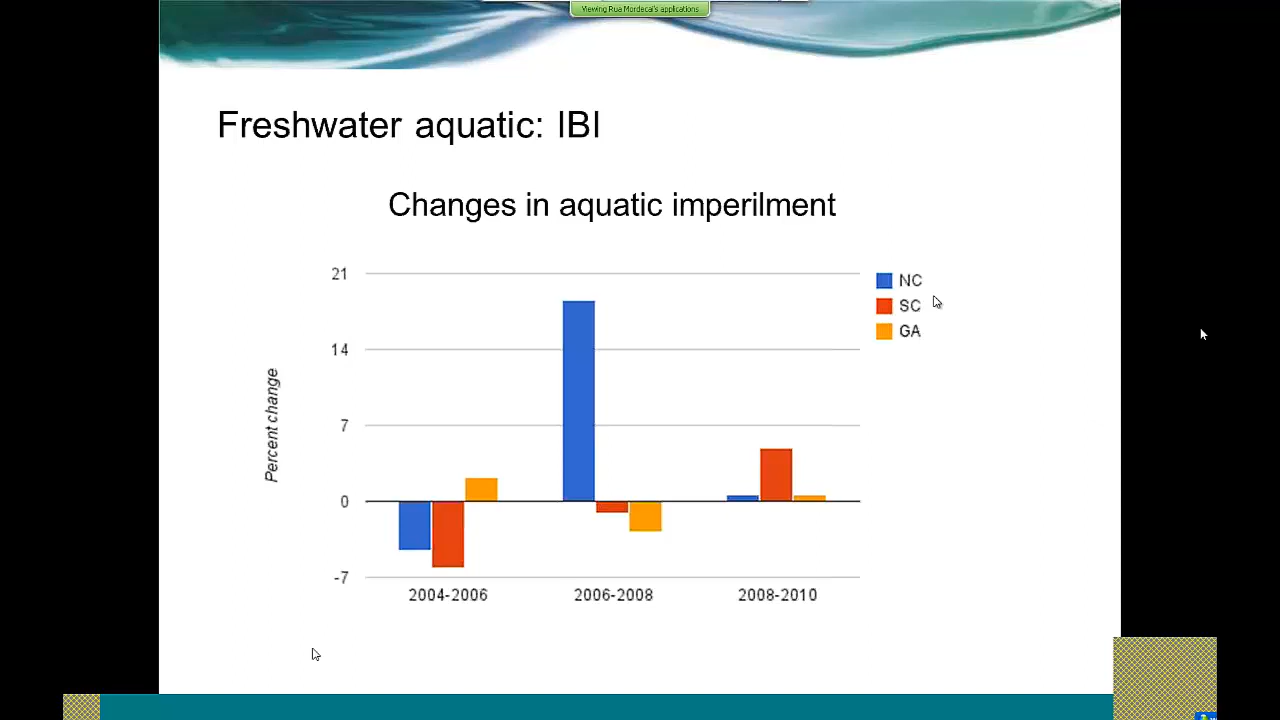 Viewing Rua Mordecai's applications
Freshwater aquatic: IBI
Changes in aquatic imperilment
21
14
7
0
-7
Percent change
NC
SC
GA
2004-2006
2006-2008
2008-2010